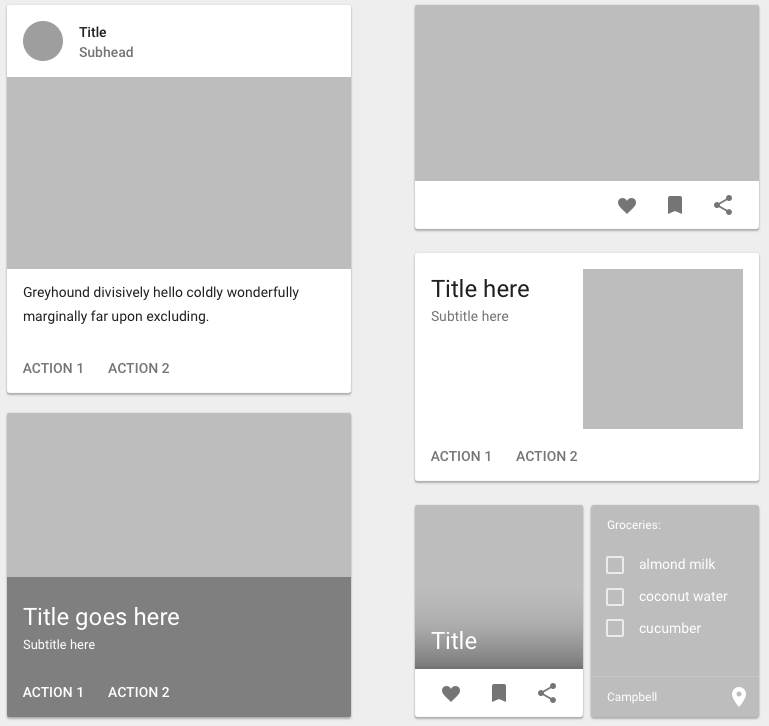 Title
Subhead
Greyhound divisively hello coldly wonderfully
marginally far upon excluding.
ACTION 1 ACTION 2
Title goes here
Subtitle here
ACTION 1 ACTION 2
Title here
Subtitle here
ACTION 1 ACTION 2
Title
Groceries:
almond milk
coconut water
cucumber
Campbell